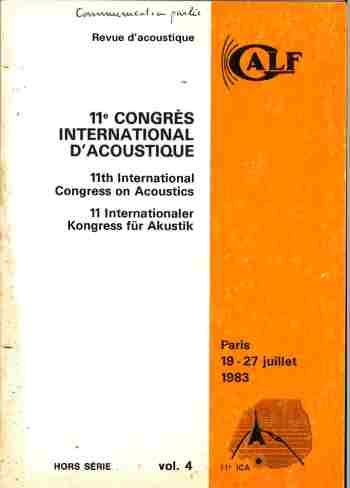 Communication parlée
Revue d'acoustique
GALF
11e CONGRÈS
INTERNATIONAL
D'ACOUSTIQUE
11th International
Congress on Acoustics
11 Internationaler
Kongress für Akustik
Paris
19 - 27 juillet
1983
HORS SÉRIE
vol. 4
11e ICA